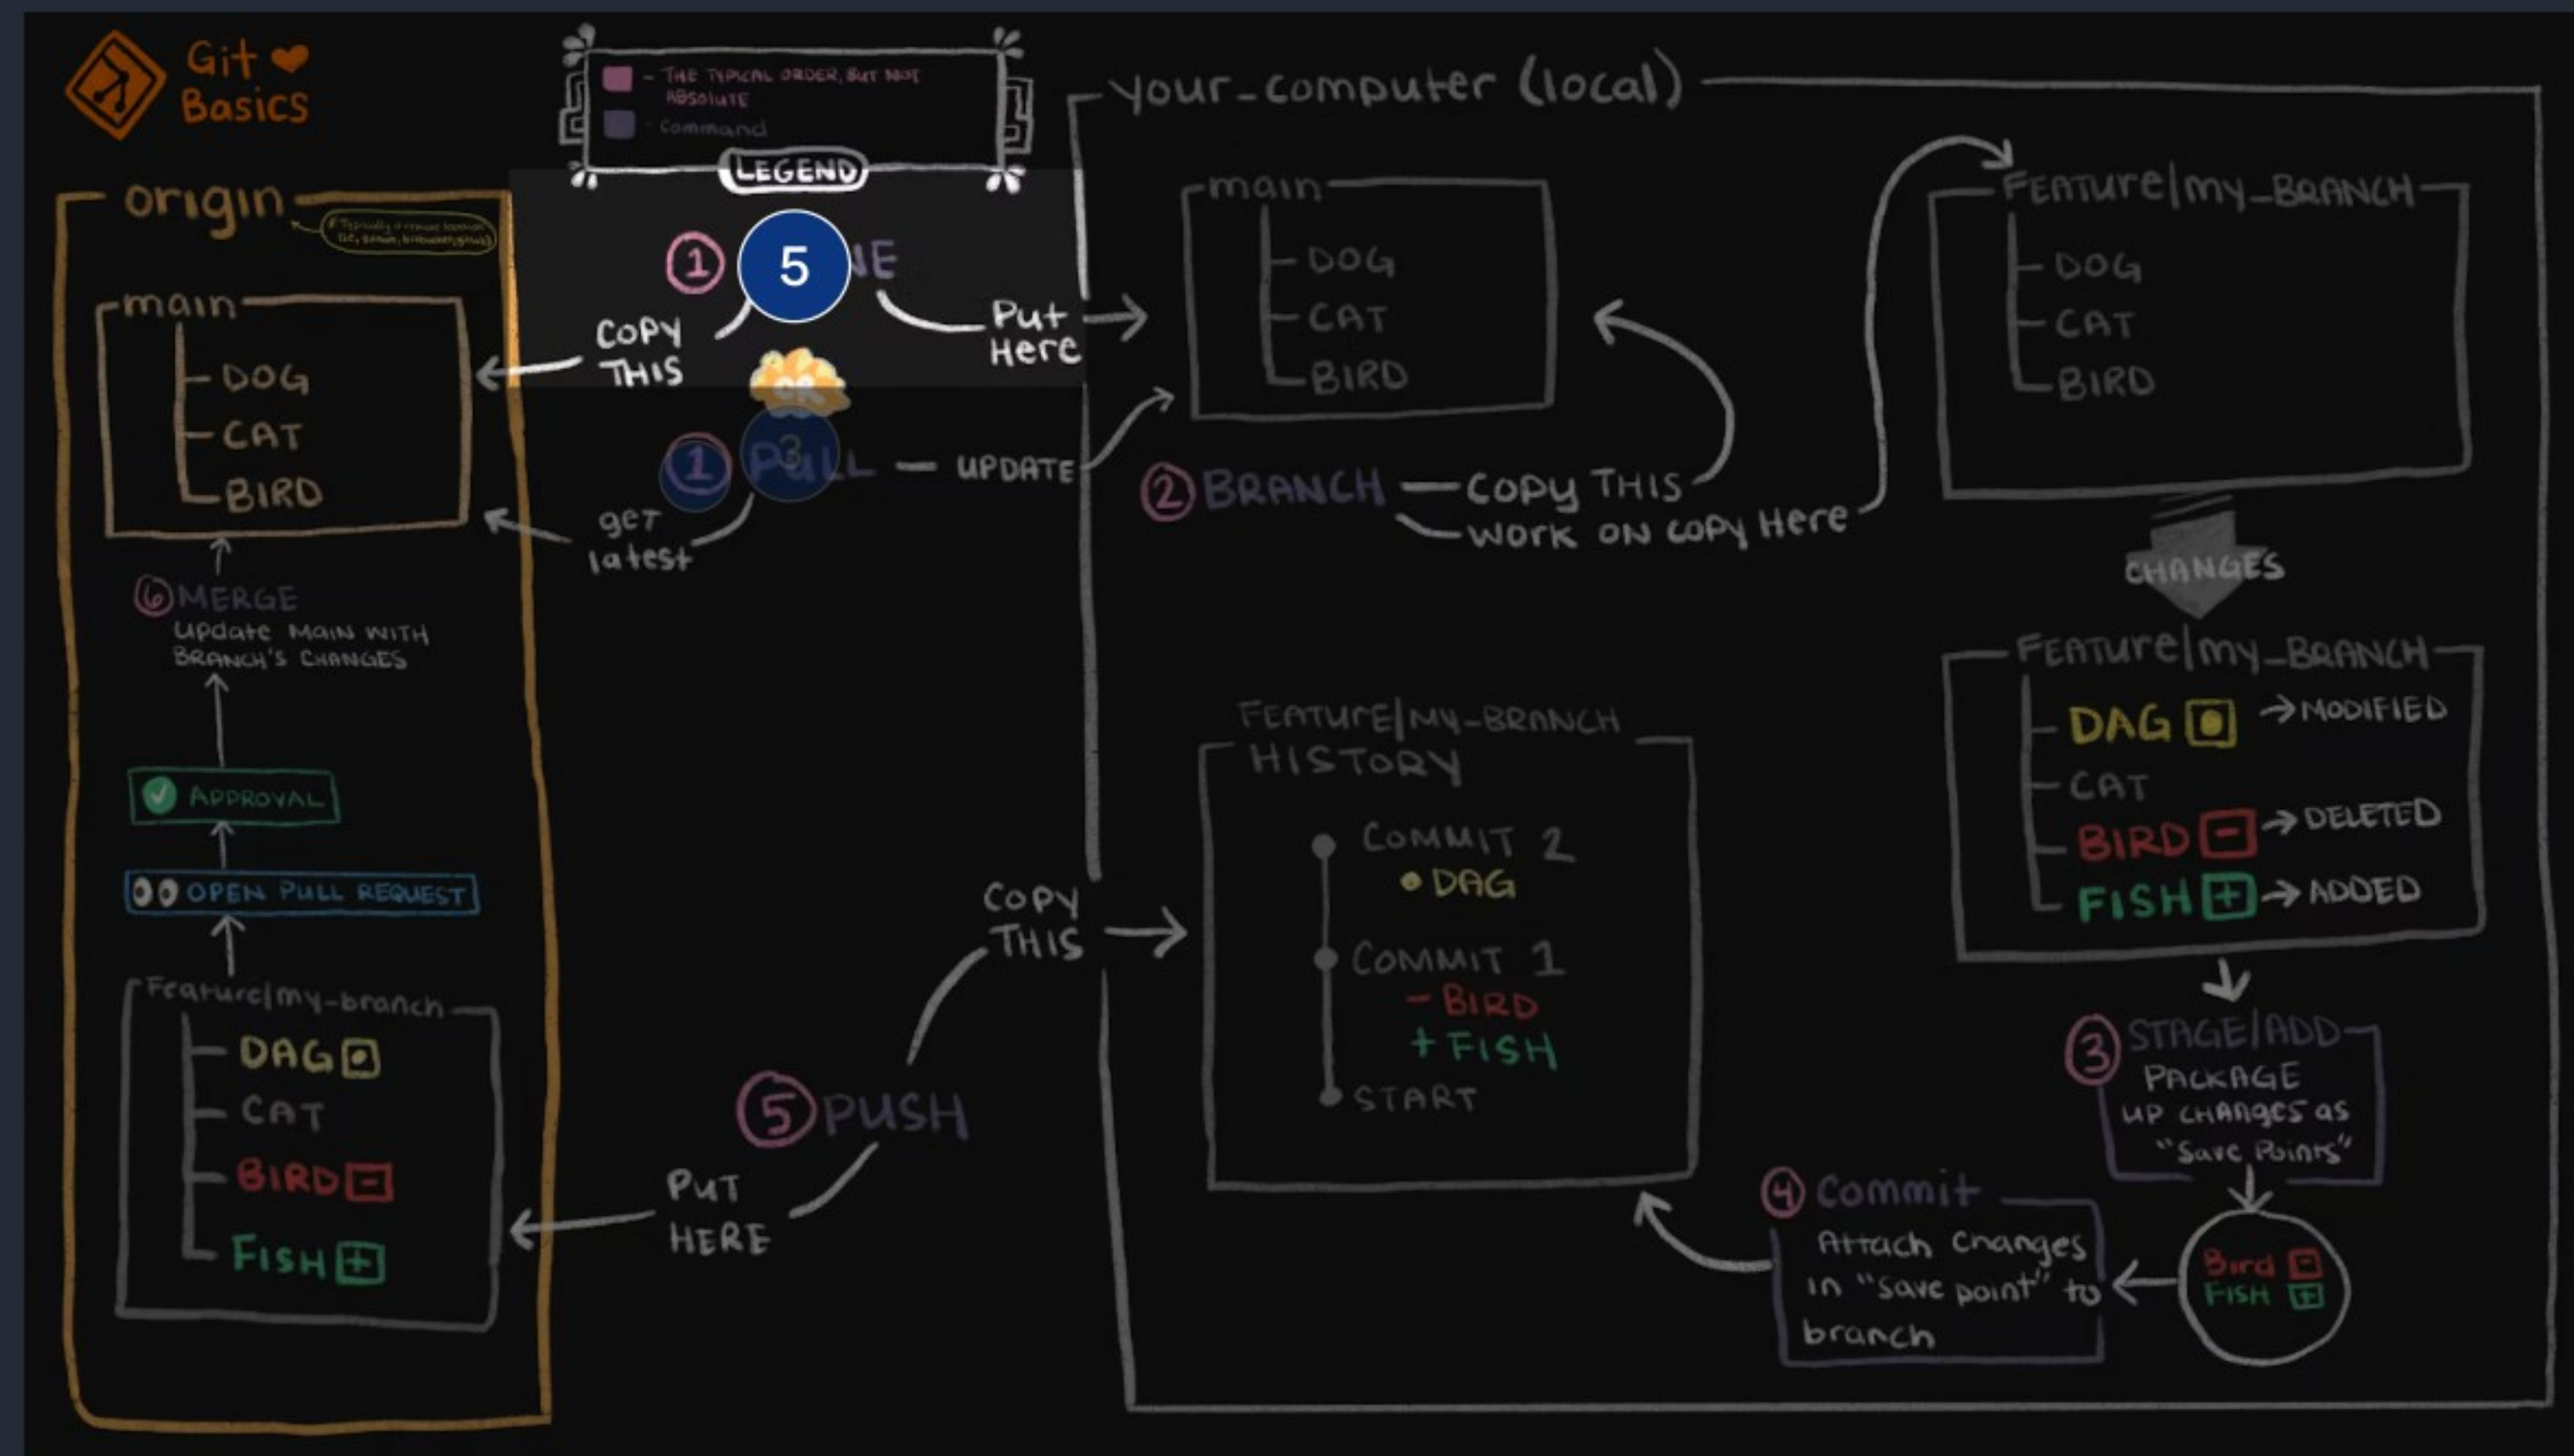 Git ❤
Basics
- THE TYPICAL ORDER, BUT NOT
ABSOLUTE
- Command
LEGEND
origin
main
DOG
CAT
BIRD
6 MERGE
update MAIN WITH
BRANCH'S CHANGES
APPROVAL
OPEN PULL REQUEST
Feature/my-branch
DAG
CAT
BIRD -
FISH +
1
5
NE
COPY
THIS
Put
Here
OR
1 PULL — UPDATE
3
get
latest
COPY
THIS
5 PUSH
PUT
HERE
your_computer (local)
main
DOG
CAT
BIRD
2 BRANCH — COPY THIS
WORK ON COPY Here
FEATURE/my_BRANCH
DOG
CAT
BIRD
CHANGES
FEATURE/my_BRANCH
DAG → MODIFIED
CAT
BIRD - → DELETED
FISH + → ADDED
3 STAGE/ADD
PACKAGE
UP CHANGES as
"Save Points"
Bird -
FISH +
4 Commit
Attach Changes
in "save point" to
branch
FEATURE/MY-BRANCH
HISTORY
COMMIT 2
• DAG
COMMIT 1
- BIRD
+ FISH
START